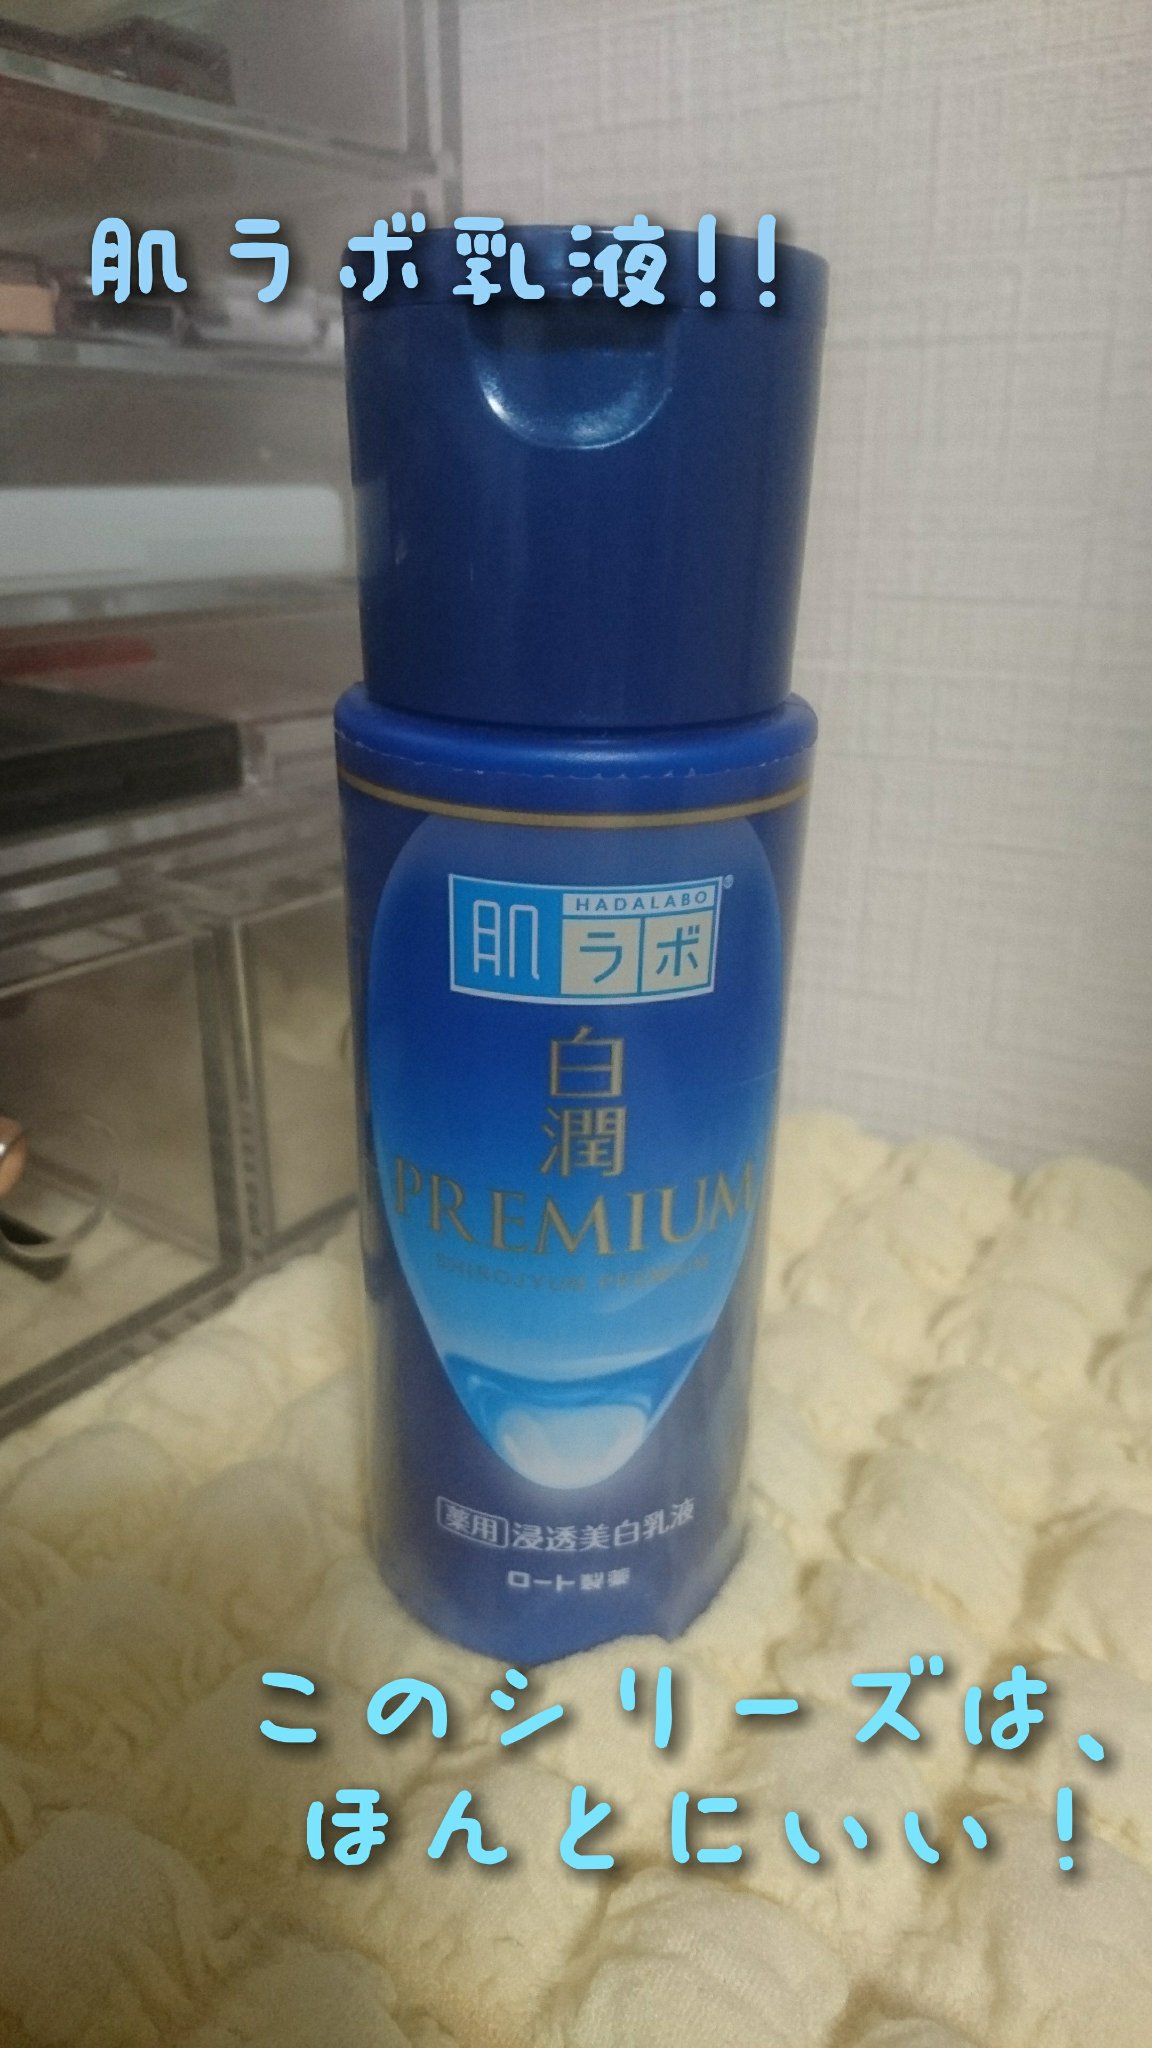 肌ラボ乳液!!
HADALABO
肌ラボ
白潤
PREMIUM
SHIROJYUN PREMIUM
薬用 浸透美白乳液
ロート製薬
このシリーズは、
ほんとにいい！